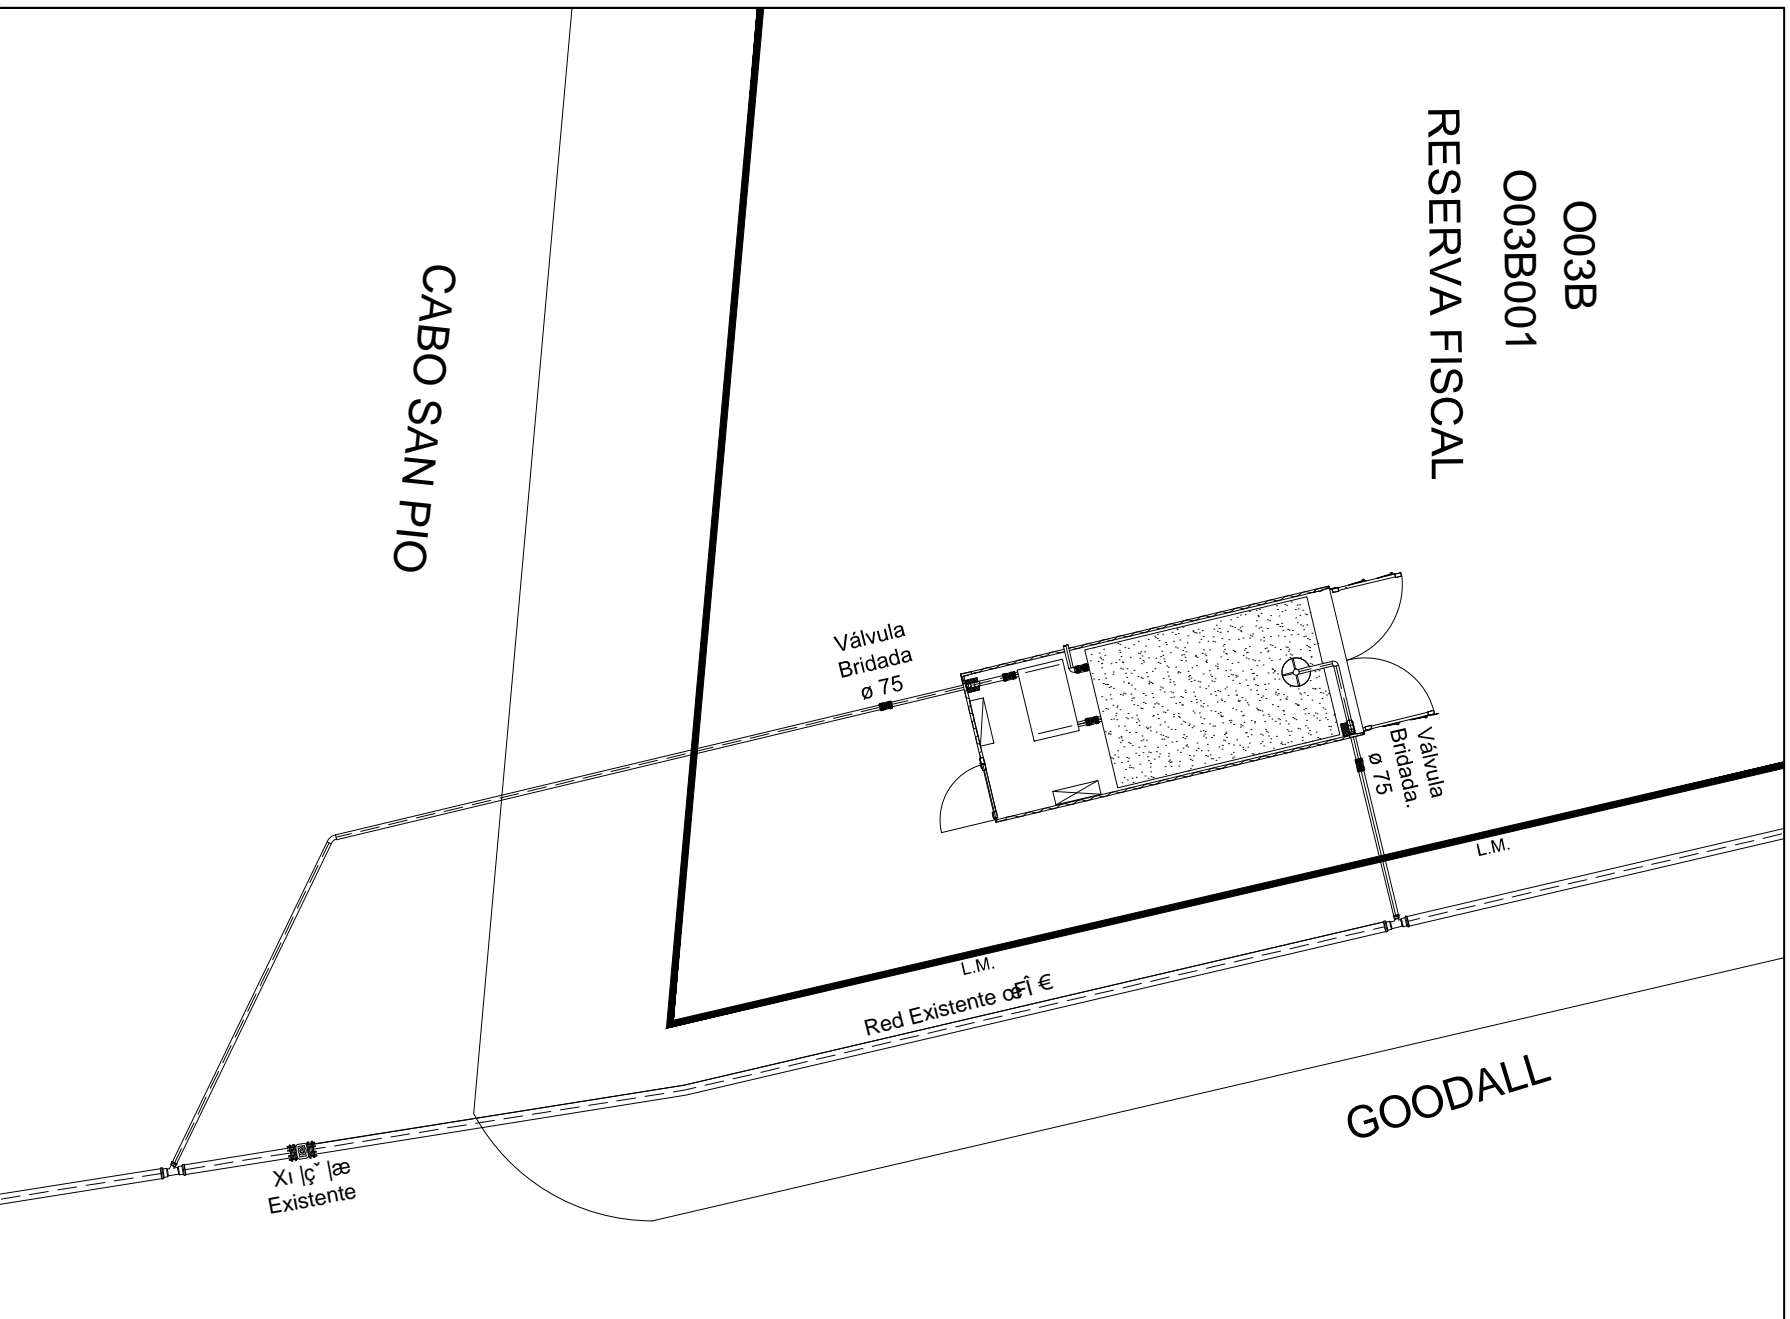 O03B
O03B001
RESERVA FISCAL
CABO SAN PIO
Válvula
Bridada
ø 75
Válvula
Bridada.
ø 75
L.M.
L.M.
Red Existente
GOODALL
Existente